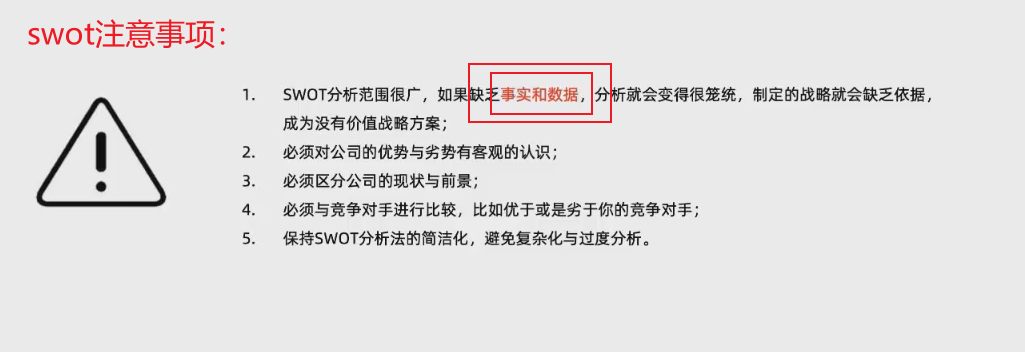 swot注意事项：
1. SWOT分析范围很广，如果缺乏事实和数据，分析就会变得很笼统，制定的战略就会缺乏依据，
成为没有价值战略方案；
2. 必须对公司的优势与劣势有客观的认识；
3. 必须区分公司的现状与前景；
4. 必须与竞争对手进行比较，比如优于或是劣于你的竞争对手；
5. 保持SWOT分析法的简洁化，避免复杂化与过度分析。